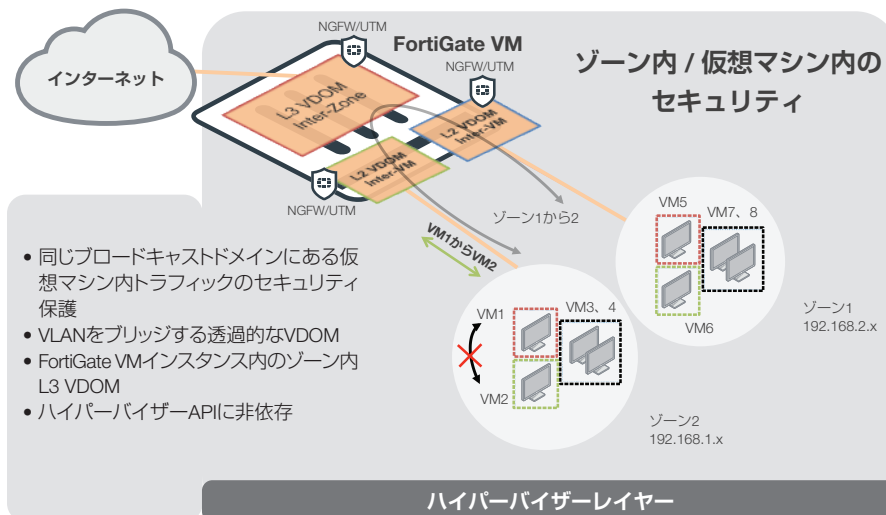 NGFW/UTM
FortiGate VM
インターネット
NGFW/UTM
ゾーン内 / 仮想マシン内の
セキュリティ
L3 VDOM
Inter-Zone
L2 VDOM
Inter-VM
L2 VDOM
Inter-VM
NGFW/UTM
ゾーン1から2
VM1からVM2
VM5
VM7、8
VM6
ゾーン1
192.168.2.x
• 同じブロードキャストドメインにある仮
想マシン内トラフィックのセキュリティ
保護
• VLANをブリッジする透過的なVDOM
• FortiGate VMインスタンス内のゾーン内
L3 VDOM
• ハイパーバイザーAPIに非依存
VM1
VM3、4
VM2
ゾーン2
192.168.1.x
ハイパーバイザーレイヤー